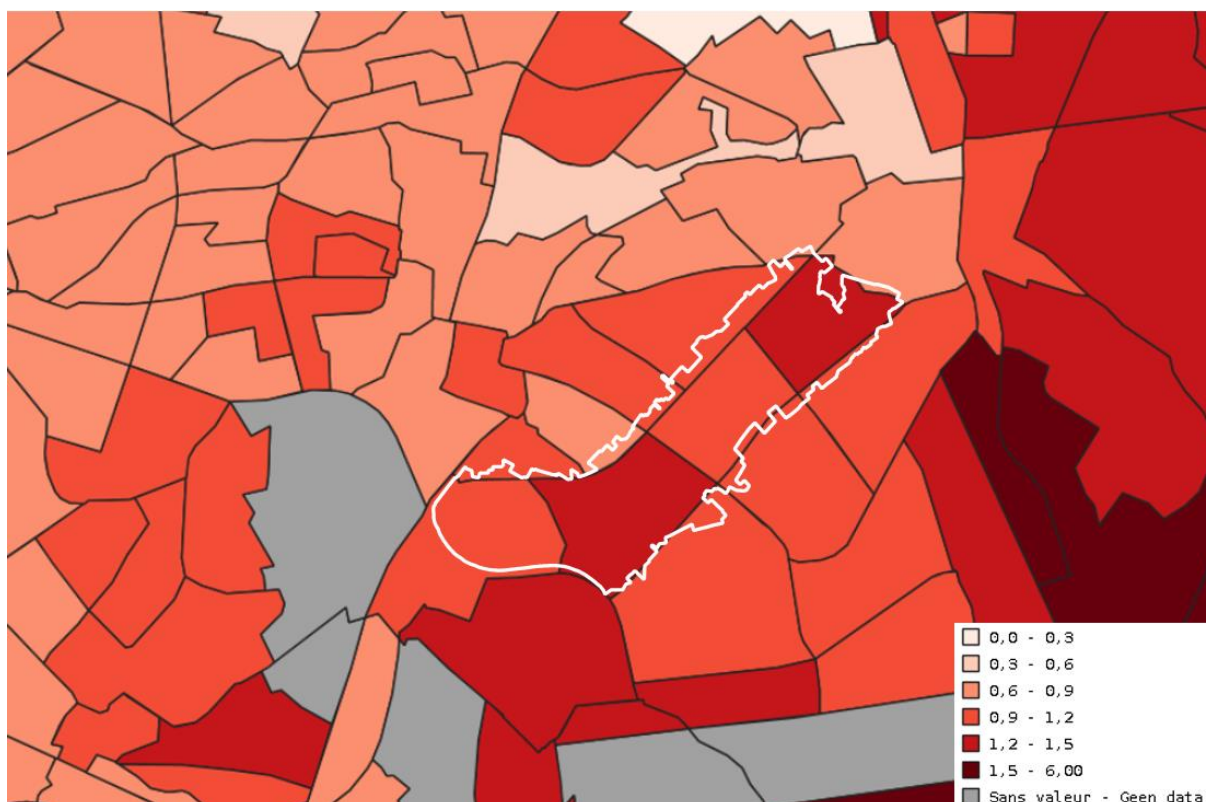 0,0 - 0,3
0,3 - 0,6
0,6 - 0,9
0,9 - 1,2
1,2 - 1,5
1,5 - 6,00
Sans valeur - Geen data